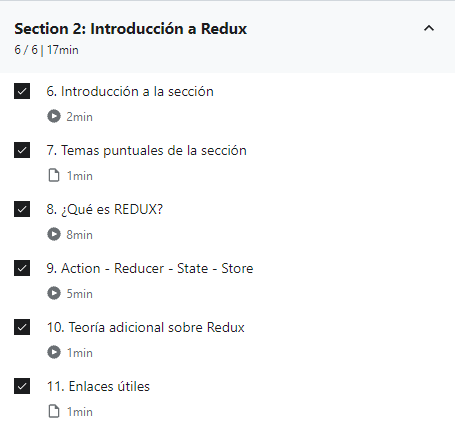 Section 2: Introducción a Redux
6 / 6 | 17min
6. Introducción a la sección
2min
7. Temas puntuales de la sección
1min
8. ¿Qué es REDUX?
8min
9. Action - Reducer - State - Store
5min
10. Teoría adicional sobre Redux
1min
11. Enlaces útiles
1min